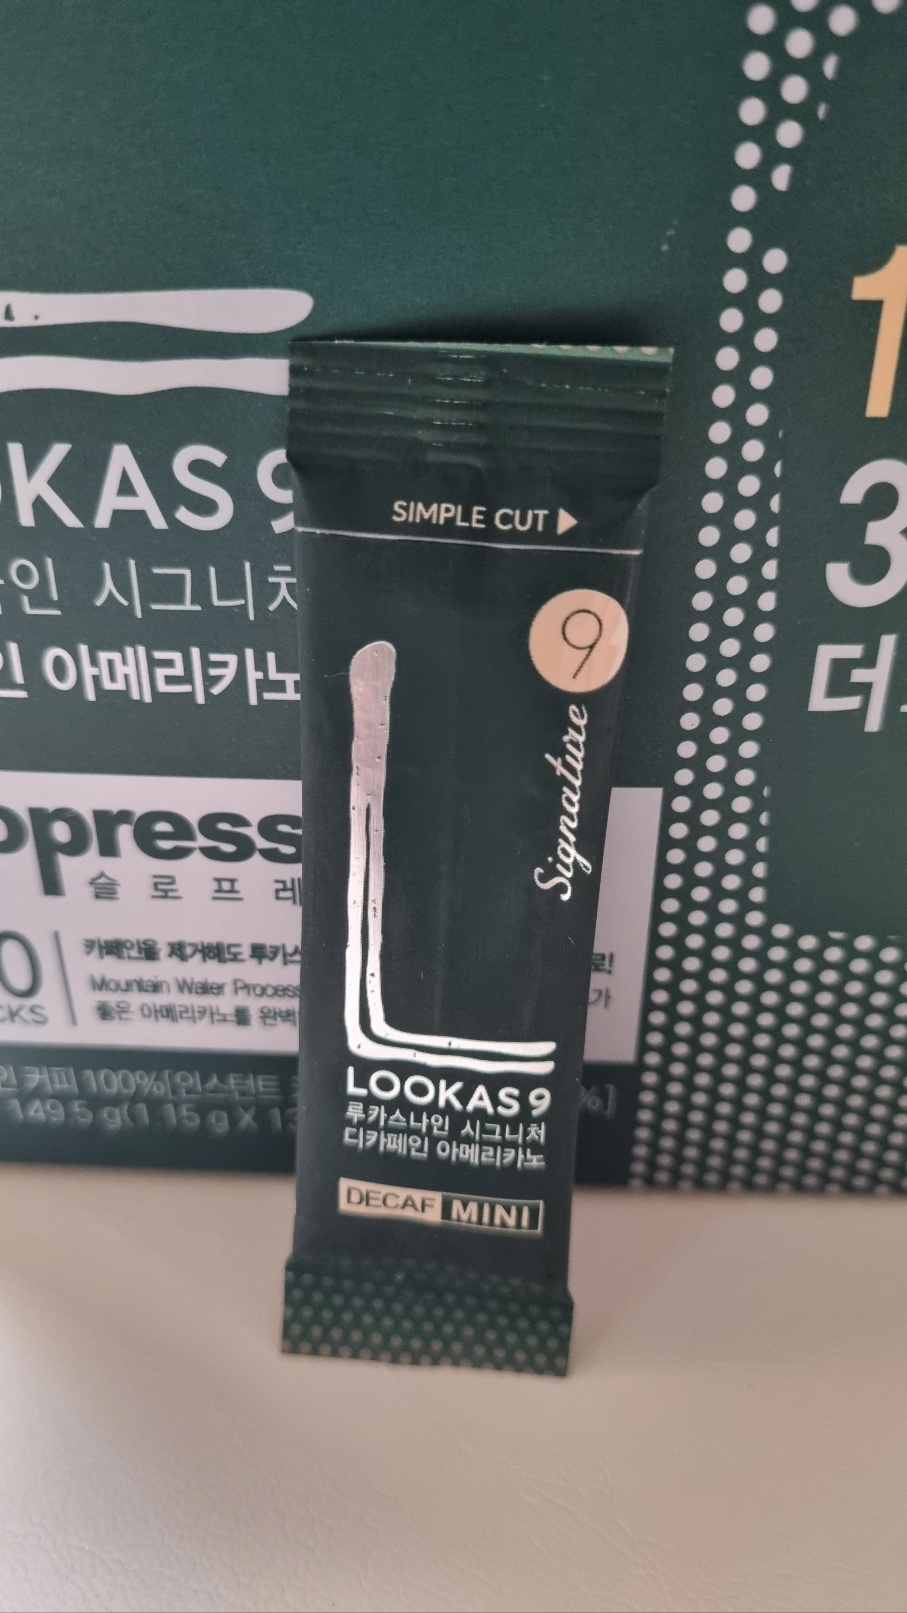 KAS 9
인 시그니처
인 아메리카노
press
슬로프레
CKS
카페인을 제거해도 루카스
Mountain Water Process
좋은 아메리카노를
인 커피 100% [인스턴트
149.5 g(1.15 g X 13
%]
1
3
더
SIMPLE CUT
9
Signature
LOOKAS 9
루카스나인 시그니처
디카페인 아메리카노
DECAF MINI